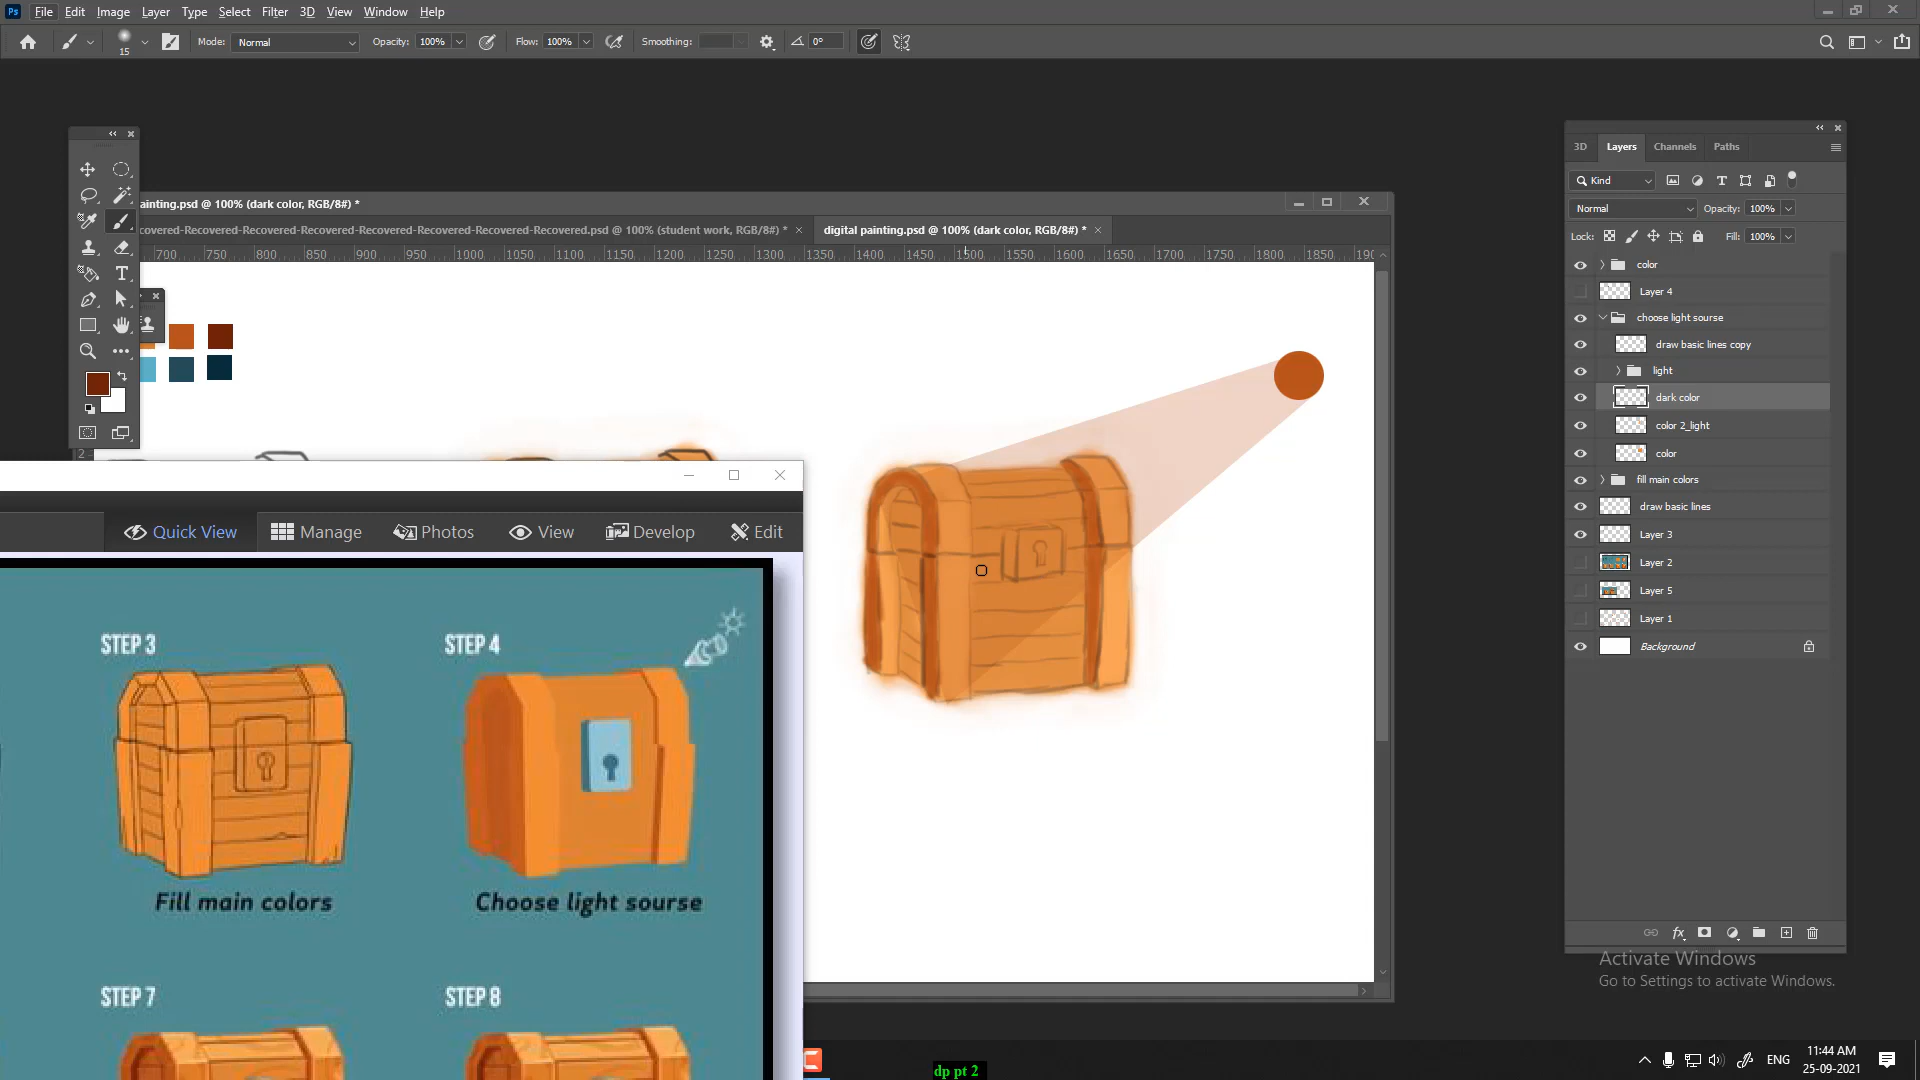 Ps File Edit Image Layer Type Select Filter 3D View Window Help
15 Mode: Normal Opacity: 100% Flow: 100% Smoothing: 0°
painting.psd @ 100% (dark color, RGB/8#) *
covered-Recovered-Recovered-Recovered-Recovered-Recovered-Recovered-Recovered.psd @ 100% (student work, RGB/8#) *
digital painting.psd @ 100% (dark color, RGB/8#) *
700 750 800 850 900 950 1000 1050 1100 1150 1200 1250 1300 1350 1400 1450 1500 1550 1600 1650 1700 1750 1800 1850 190
2
Quick View Manage Photos View Develop Edit
STEP 3
STEP 4
Fill main colors
Choose light sourse
STEP 7
STEP 8
3D Layers Channels Paths
Kind
Normal Opacity: 100%
Lock: Fill: 100%
color
Layer 4
choose light sourse
draw basic lines copy
light
dark color
color 2_light
color
fill main colors
draw basic lines
Layer 3
Layer 2
Layer 5
Layer 1
Background
fx
Activate Windows
Go to Settings to activate Windows.
dp pt 2
ENG
11:44 AM
25-09-2021